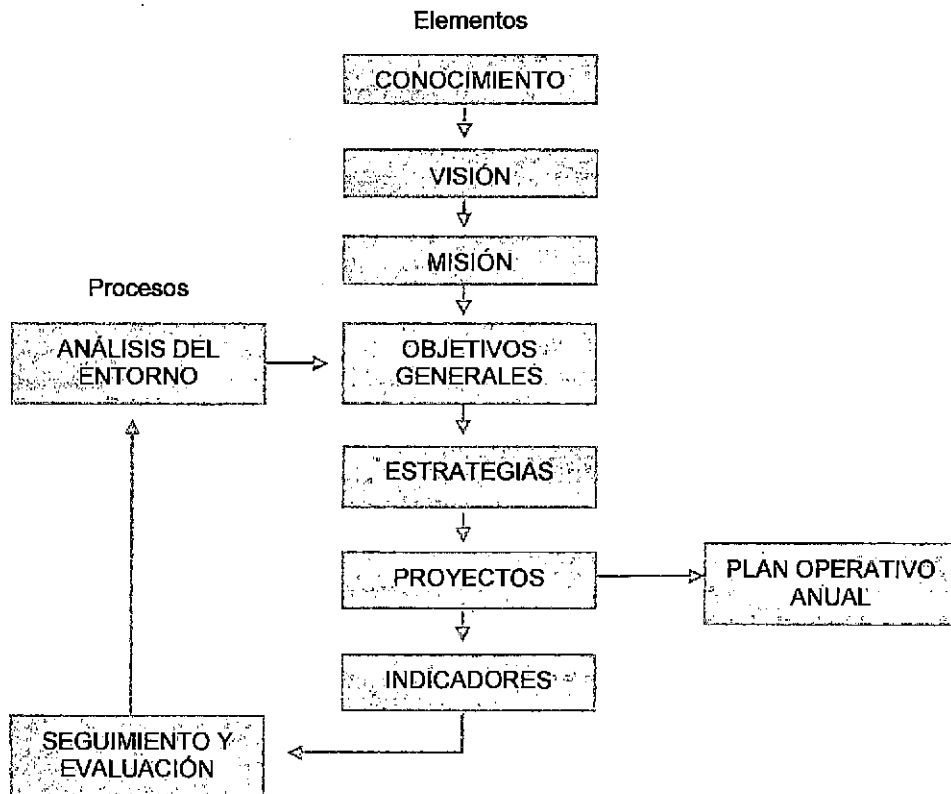 Elementos
CONOCIMIENTO
VISIÓN
MISIÓN
Procesos
ANÁLISIS DEL
ENTORNO
OBJETIVOS
GENERALES
ESTRATEGIAS
PROYECTOS
PLAN OPERATIVO
ANUAL
INDICADORES
SEGUIMIENTO Y
EVALUACIÓN